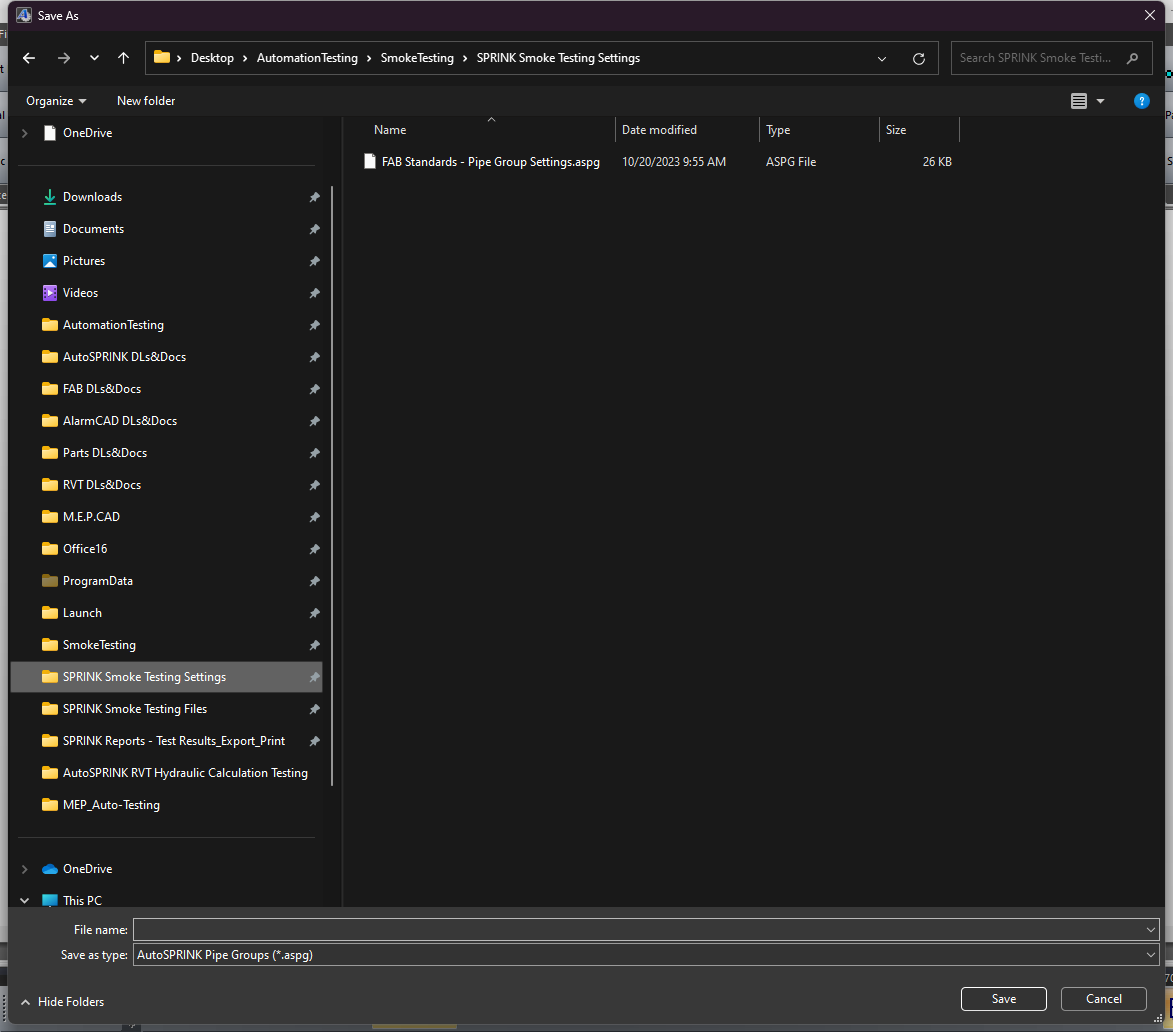 Save As
Desktop > AutomationTesting > SmokeTesting > SPRINK Smoke Testing Settings
Search SPRINK Smoke Testi...
Organize
New folder
?
OneDrive
Downloads
Documents
Pictures
Videos
AutomationTesting
AutoSPRINK DLs&Docs
FAB DLs&Docs
AlarmCAD DLs&Docs
Parts DLs&Docs
RVT DLs&Docs
M.E.P.CAD
Office16
ProgramData
Launch
SmokeTesting
SPRINK Smoke Testing Settings
SPRINK Smoke Testing Files
SPRINK Reports - Test Results_Export_Print
AutoSPRINK RVT Hydraulic Calculation Testing
MEP_Auto-Testing
OneDrive
This PC
Name Date modified Type Size
FAB Standards - Pipe Group Settings.aspg 10/20/2023 9:55 AM ASPG File 26 KB
File name:
Save as type: AutoSPRINK Pipe Groups (*.aspg)
Hide Folders
Save
Cancel